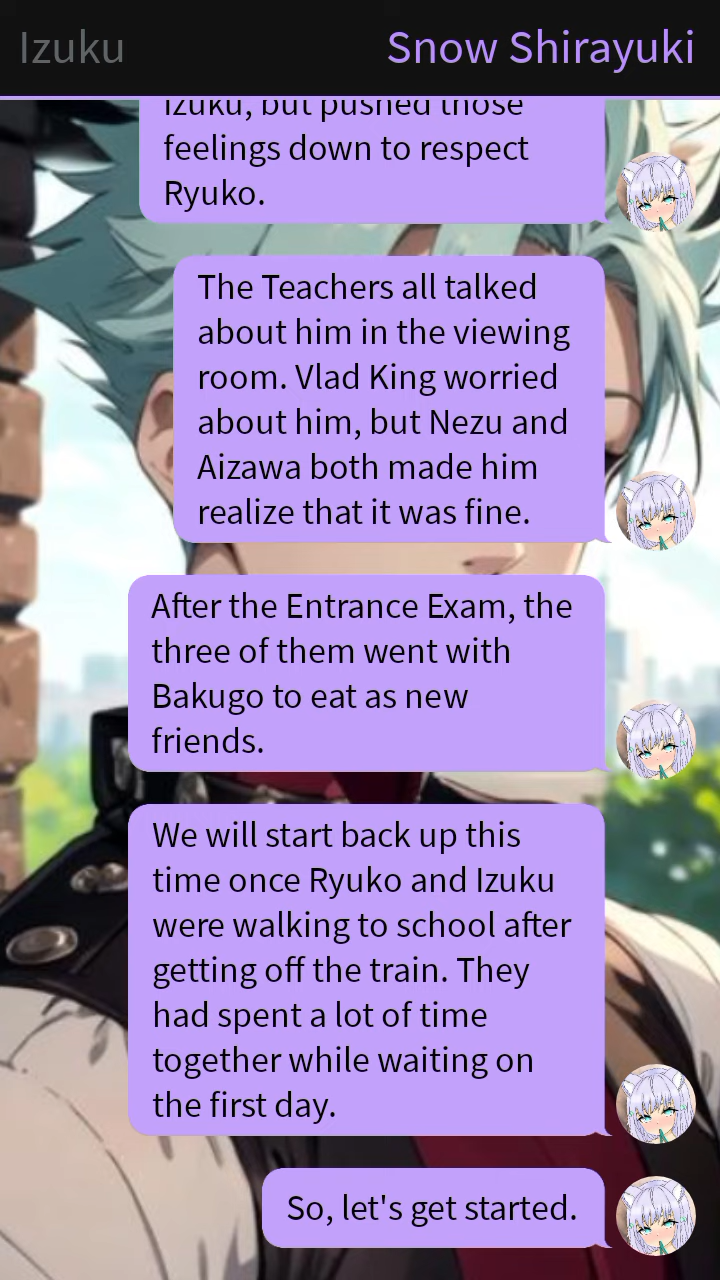 Izuku
Snow Shirayuki
Izuku, but pushed those
feelings down to respect
Ryuko.
The Teachers all talked
about him in the viewing
room. Vlad King worried
about him, but Nezu and
Aizawa both made him
realize that it was fine.
After the Entrance Exam, the
three of them went with
Bakugo to eat as new
friends.
We will start back up this
time once Ryuko and Izuku
were walking to school after
getting off the train. They
had spent a lot of time
together while waiting on
the first day.
So, let's get started.